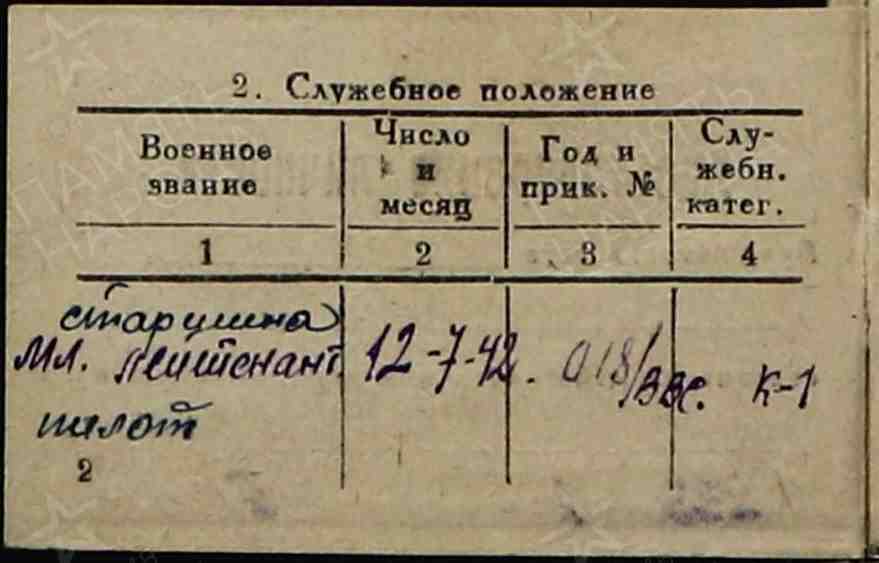 2. Служебное положение
Военное звание
Число и месяц
Год и прик. №
Служебн. катег.
1 2 3 4
старшина
Мл. лейтенант. 12-7-42. 018/ввс. К-1
пилот
2